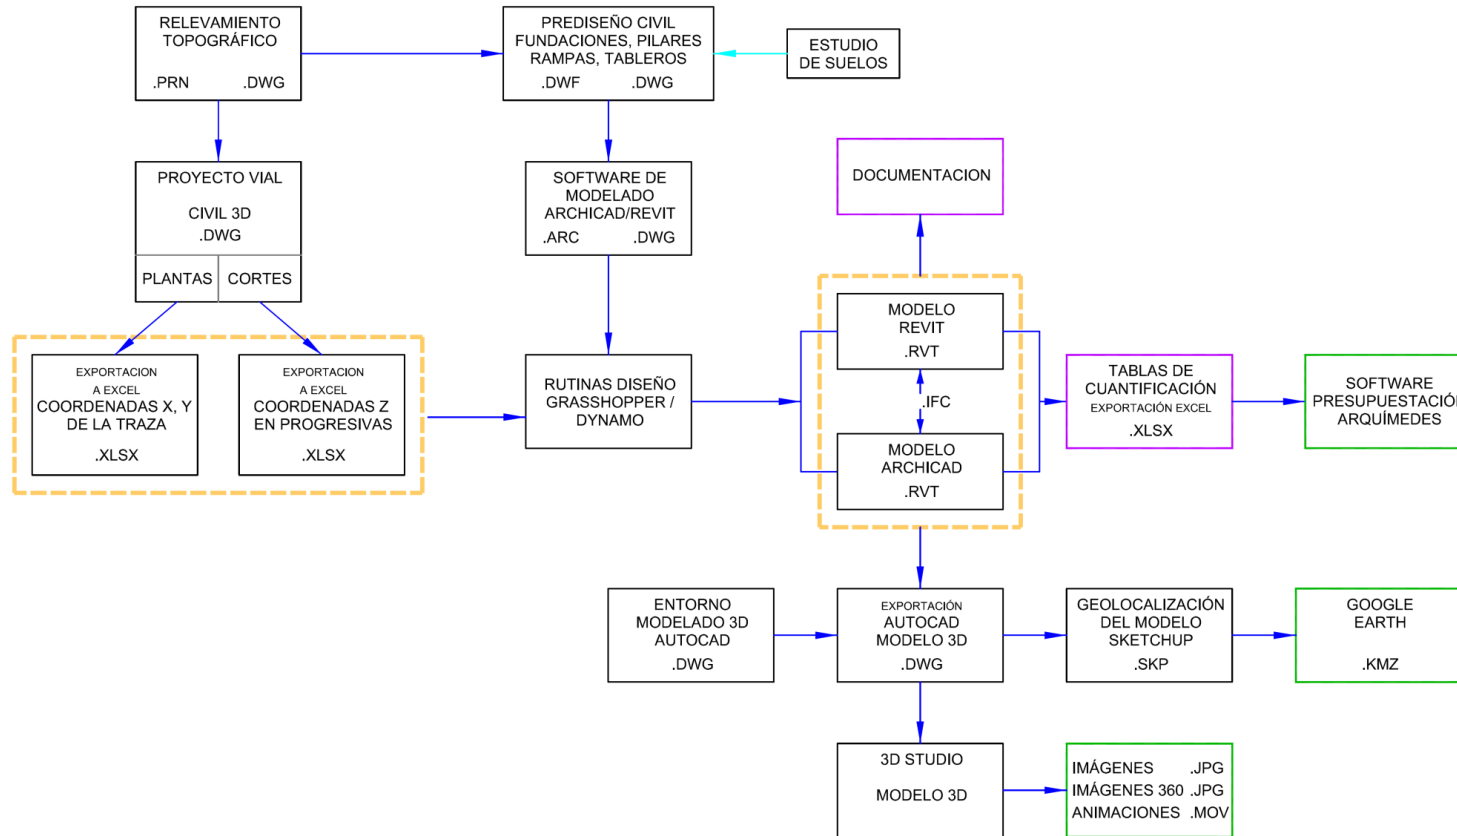 RELEVAMIENTO
TOPOGRÁFICO
.PRN .DWG
PREDISEÑO CIVIL
FUNDACIONES, PILARES
RAMPAS, TABLEROS
.DWF .DWG
ESTUDIO
DE SUELOS
PROYECTO VIAL
CIVIL 3D
.DWG
PLANTAS CORTES
SOFTWARE DE
MODELADO
ARCHICAD/REVIT
.ARC .DWG
DOCUMENTACION
EXPORTACION
A EXCEL
COORDENADAS X, Y
DE LA TRAZA
.XLSX
EXPORTACION
A EXCEL
COORDENADAS Z
EN PROGRESIVAS
.XLSX
RUTINAS DISEÑO
GRASSHOPPER /
DYNAMO
MODELO
REVIT
.RVT
.IFC
MODELO
ARCHICAD
.RVT
TABLAS DE
CUANTIFICACIÓN
EXPORTACIÓN EXCEL
.XLSX
SOFTWARE
PRESUPUESTACIÓN
ARQUÍMEDES
ENTORNO
MODELADO 3D
AUTOCAD
.DWG
EXPORTACIÓN
AUTOCAD
MODELO 3D
.DWG
GEOLOCALIZACIÓN
DEL MODELO
SKETCHUP
.SKP
GOOGLE
EARTH
.KMZ
3D STUDIO
MODELO 3D
IMÁGENES .JPG
IMÁGENES 360 .JPG
ANIMACIONES .MOV